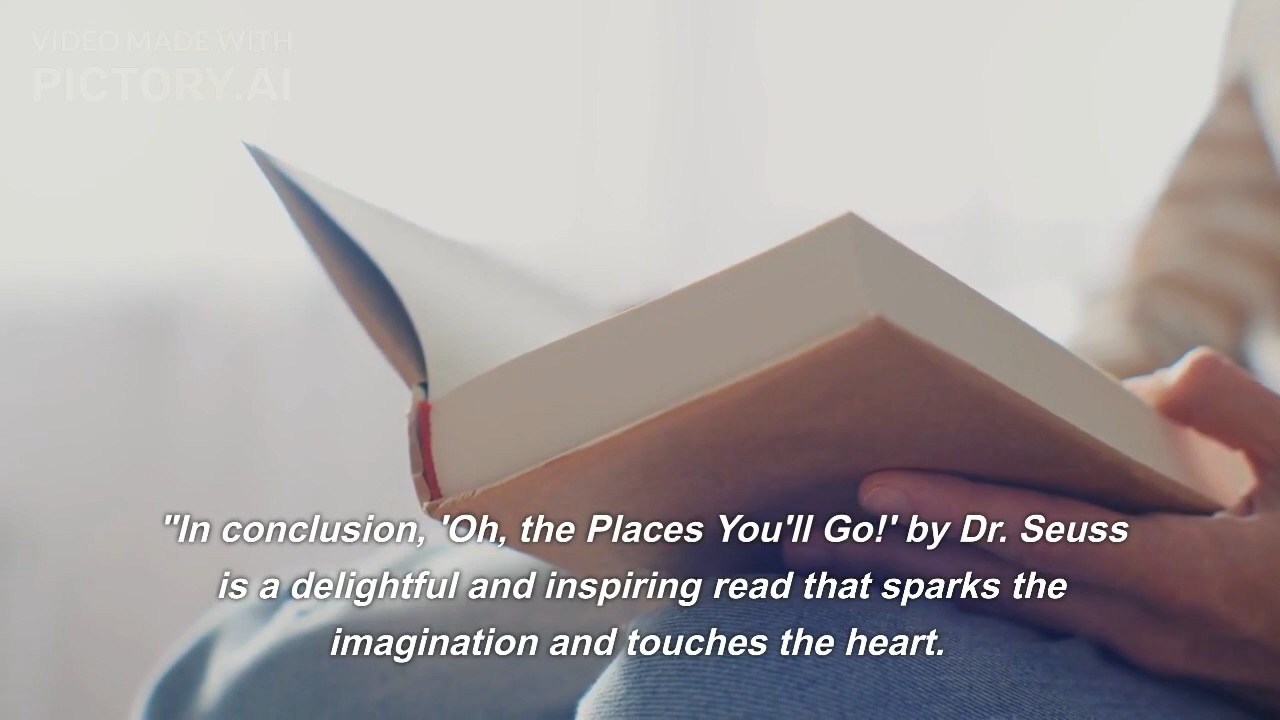 VIDEO MADE WITH
PICTORY.AI
"In conclusion, 'Oh, the Places You'll Go!' by Dr. Seuss
is a delightful and inspiring read that sparks the
imagination and touches the heart.